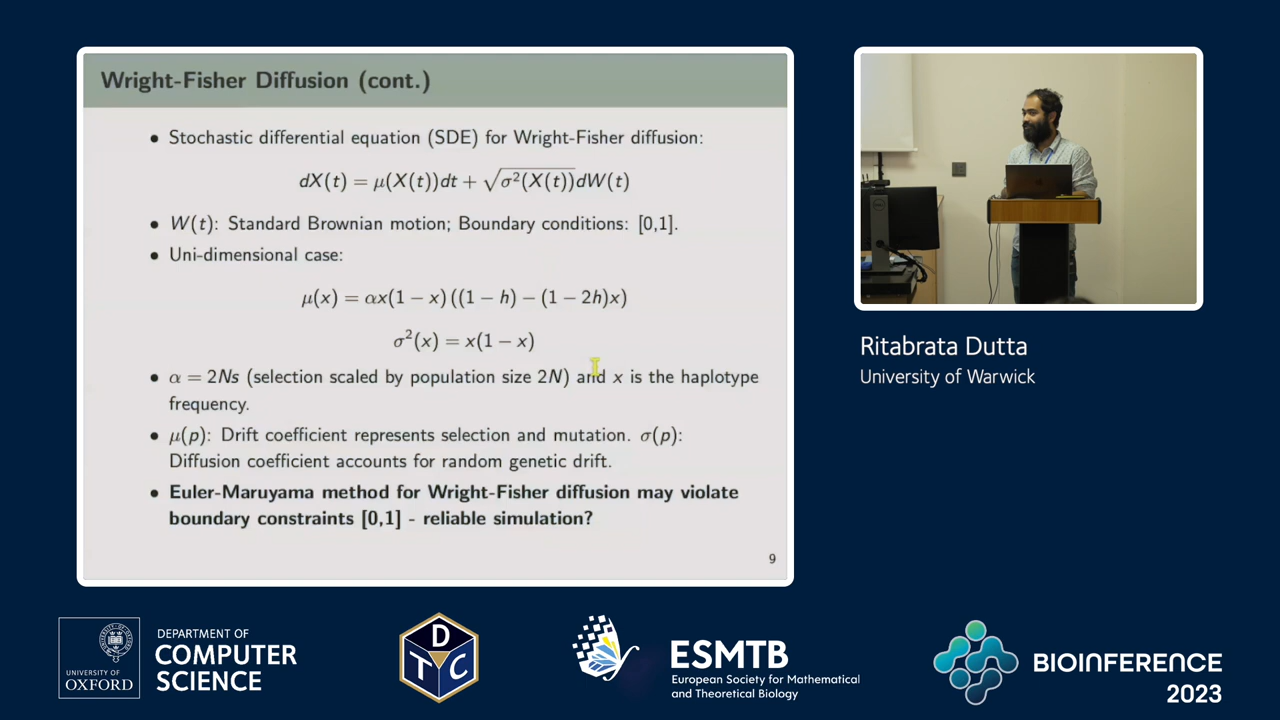 Wright-Fisher Diffusion (cont.)
• Stochastic differential equation (SDE) for Wright-Fisher diffusion:
dX(t) = μ(X(t))dt + √σ²(X(t))dW(t)
• W(t): Standard Brownian motion; Boundary conditions: [0,1].
• Uni-dimensional case:
μ(x) = αx(1 − x) ((1 − h) − (1 − 2h)x)
σ²(x) = x(1 − x)
• α = 2Ns (selection scaled by population size 2N) and x is the haplotype
frequency.
• μ(p): Drift coefficient represents selection and mutation. σ(p):
Diffusion coefficient accounts for random genetic drift.
• Euler-Maruyama method for Wright-Fisher diffusion may violate
boundary constraints [0,1] - reliable simulation?
9
Ritabrata Dutta
University of Warwick
UNIVERSITY OF
OXFORD
DEPARTMENT OF
COMPUTER
SCIENCE
D
T C
ESMTB
European Society for Mathematical
and Theoretical Biology
BIOINFERENCE
2023